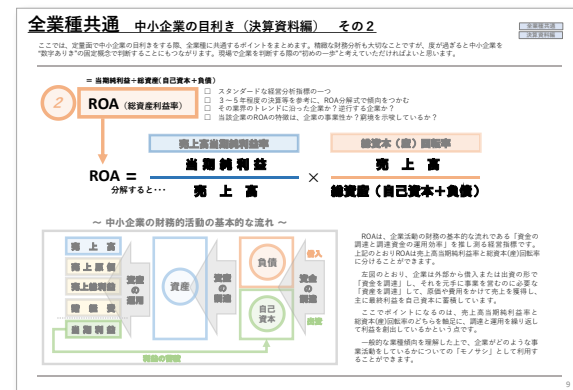 全業種共通 中小企業の目利き（決算資料編） その２
全業種共通
決算資料編
ここでは、定量面で中小企業の目利きをする際、全業種に共通するポイントをまとめます。精緻な財務分析も大切なことですが、度が過ぎると中小企業を
“数字ありき”の固定概念で判断することにもつながります。現場で企業を判断する際の“初めの一歩”と考えていただければよいと思います。
＝ 当期純利益÷総資産（自己資本＋負債）
2
ROA（総資産利益率）
□ スタンダードな経営分析指標の一つ
□ ３～５年程度の決算等を参考に、ROA分解式で傾向をつかむ
□ その業界のトレンドに沿った企業か？逆行する企業か？
□ 当該企業のROAの特徴は、企業の事業性か？窮境を示唆しているか？
売上高当期純利益率
総資本（産）回転率
ROA ＝
分解すると･･･
当期純利益
売 上 高
×
売 上 高
総資産（自己資本＋負債）
～ 中小企業の財務的活動の基本的な流れ ～
売 上 高
売上原価
売上総利益
当期利益
資産の運用
資産
資産の調達
負債
自己資本
資金の調達
借入
出資
利益の蓄積
ROAは、企業活動の財務の基本的な流れである「資金の
調達と調達資金の運用効率」を推し測る経営指標です。
上記のとおりROAは売上高当期純利益率と総資本(産)回転率
に分けることができます。
左図のとおり、企業は外部から借入または出資の形で
「資金を調達」し、それを元手に事業を営むのに必要な
「資産を調達」して、原価や経費をかけて売上を獲得し、
主に最終利益を自己資本に蓄積しています。
ここでポイントになるのは、売上高当期純利益率と
総資本(産)回転率のどちらを軸足に、調達と運用を繰り返し
て利益を創出しているかという点です。
一般的な業種傾向を理解した上で、企業がどのような事
業活動をしているかについての「モノサシ」として利用す
ることができます。
9